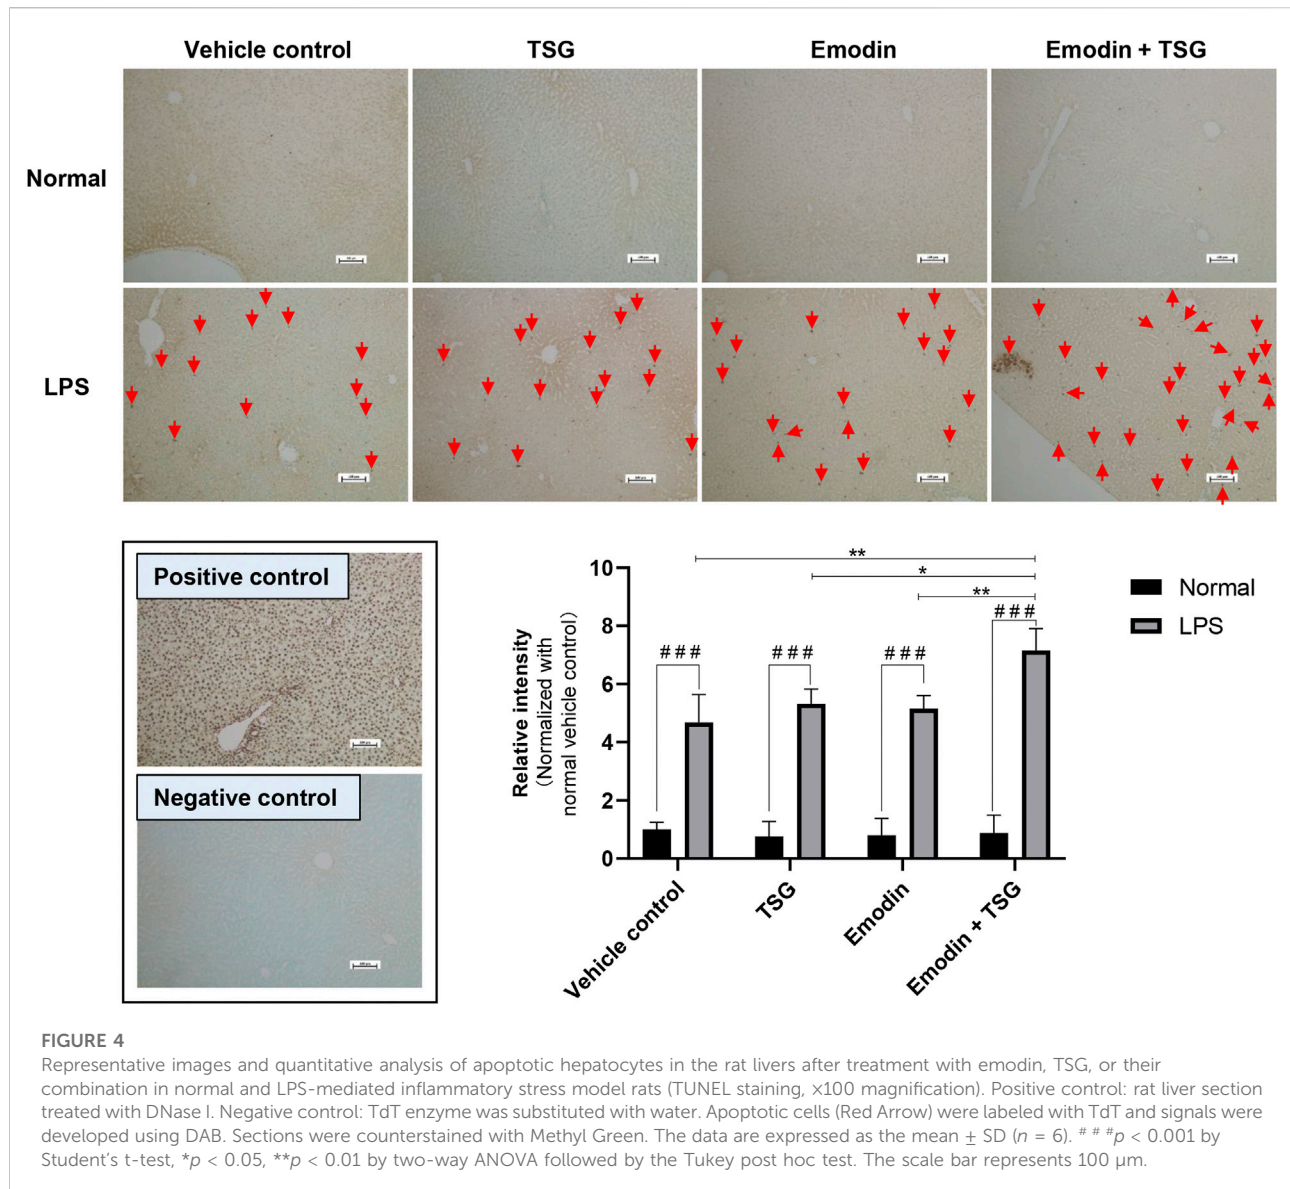 Vehicle control
TSG
Emodin
Emodin + TSG
Normal
LPS
Positive control
Negative control
Relative intensity
(Normalized with
normal vehicle control)
10
8
6
4
2
0
###
###
###
###
**
*
**
Normal
LPS
Vehicle control
TSG
Emodin
Emodin + TSG
FIGURE 4
Representative images and quantitative analysis of apoptotic hepatocytes in the rat livers after treatment with emodin, TSG, or their
combination in normal and LPS-mediated inflammatory stress model rats (TUNEL staining, ×100 magnification). Positive control: rat liver section
treated with DNase I. Negative control: TdT enzyme was substituted with water. Apoptotic cells (Red Arrow) were labeled with TdT and signals were
developed using DAB. Sections were counterstained with Methyl Green. The data are expressed as the mean ± SD (n = 6). ###p < 0.001 by
Student's t-test, *p < 0.05, **p < 0.01 by two-way ANOVA followed by the Tukey post hoc test. The scale bar represents 100 μm.